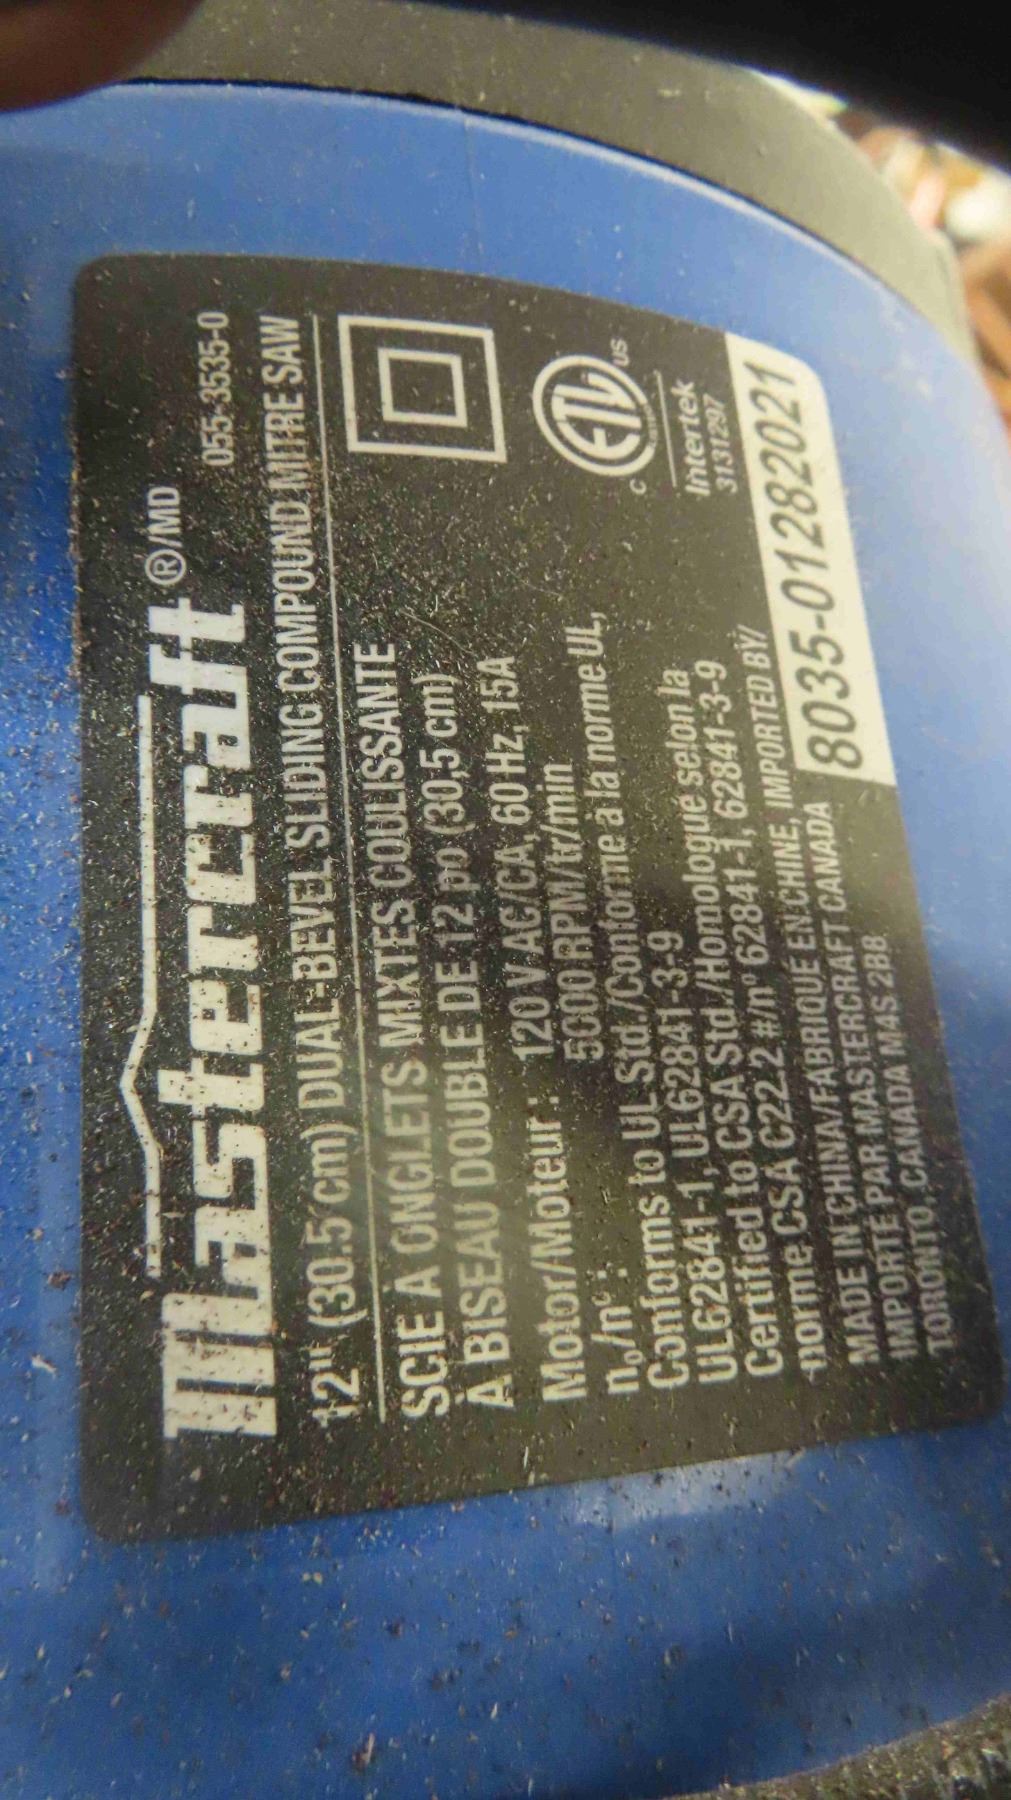 Mastercraft®/MD 055-3535-0
12" (30.5 cm) DUAL-BEVEL SLIDING COMPOUND MITRE SAW
SCIE À ONGLETS MIXTES COULISSANTE
À BISEAU DOUBLE DE 12 po (30,5 cm)
Motor/Moteur : 120 V AC/CA, 60 Hz, 15A
nₒ/nº : 5000 RPM/tr/min
Conforms to UL Std./Conforme à la norme UL,
UL62841-1, UL62841-3-9
Certified to CSA Std./Homologué selon la
norme CSA C22.2 #/nº 62841-1, 62841-3-9
MADE IN CHINA/FABRIQUÉ EN CHINE, IMPORTED BY/
IMPORTÉ PAR MASTERCRAFT CANADA
TORONTO, CANADA M4S 2B8
ETL
C US
Intertek
3131297
8035-01282021